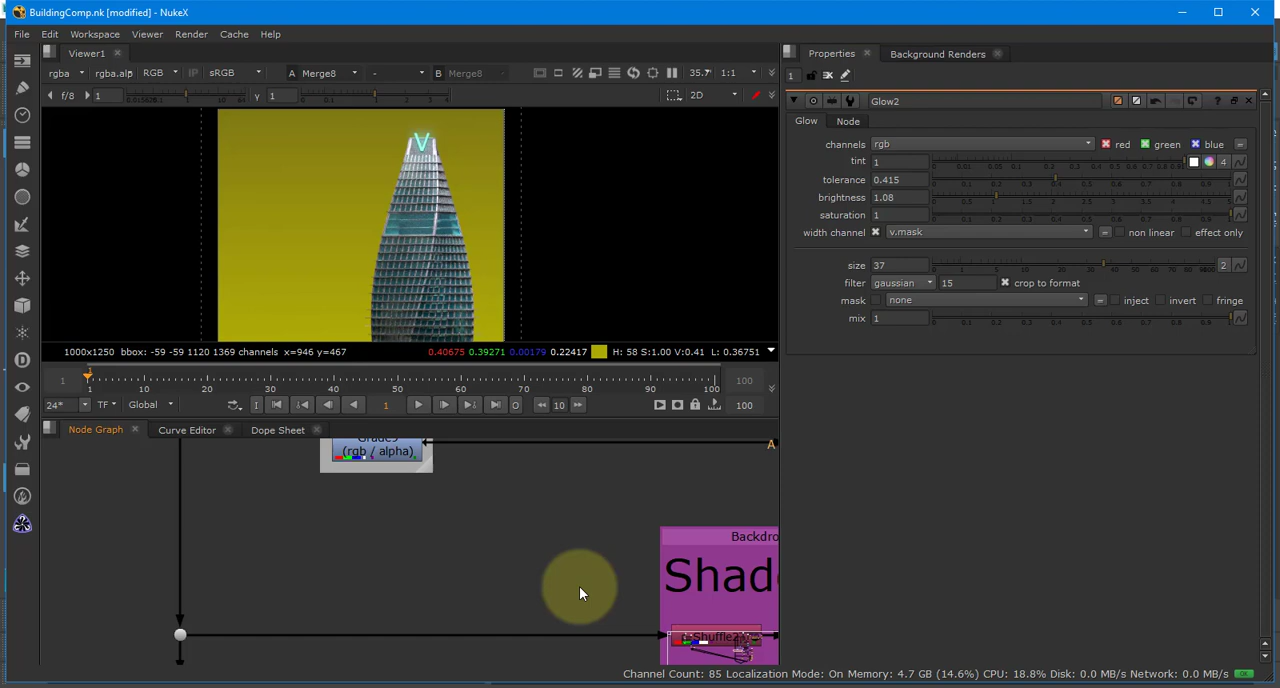 BuildingComp.nk [modified] - NukeX
File Edit Workspace Viewer Render Cache Help
Viewer1
rgba rgba.alp RGB IP sRGB A Merge8 - B Merge8 35.7 1:1
f/8 1 y 1 2D
V
1000x1250 bbox: -59 -59 1120 1369 channels x=946 y=467 0.40675 0.39271 0.00179 0.22417 H: 58 S:1.00 V:0.41 L: 0.36751
1 1 10 20 30 40 50 60 70 80 90 100 100
24* TF Global I 1 O 10 100
Node Graph Curve Editor Dope Sheet
(rgb / alpha)
A
Backdro
Shad
Shuffle2
Properties Background Renders
1
Glow2
Glow Node
channels rgb red green blue =
tint 1 4
tolerance 0.415
brightness 1.08
saturation 1
width channel v.mask = non linear effect only
size 37 2
filter gaussian 15 crop to format
mask none = inject invert fringe
mix 1
Channel Count: 85 Localization Mode: On Memory: 4.7 GB (14.6%) CPU: 18.8% Disk: 0.0 MB/s Network: 0.0 MB/s